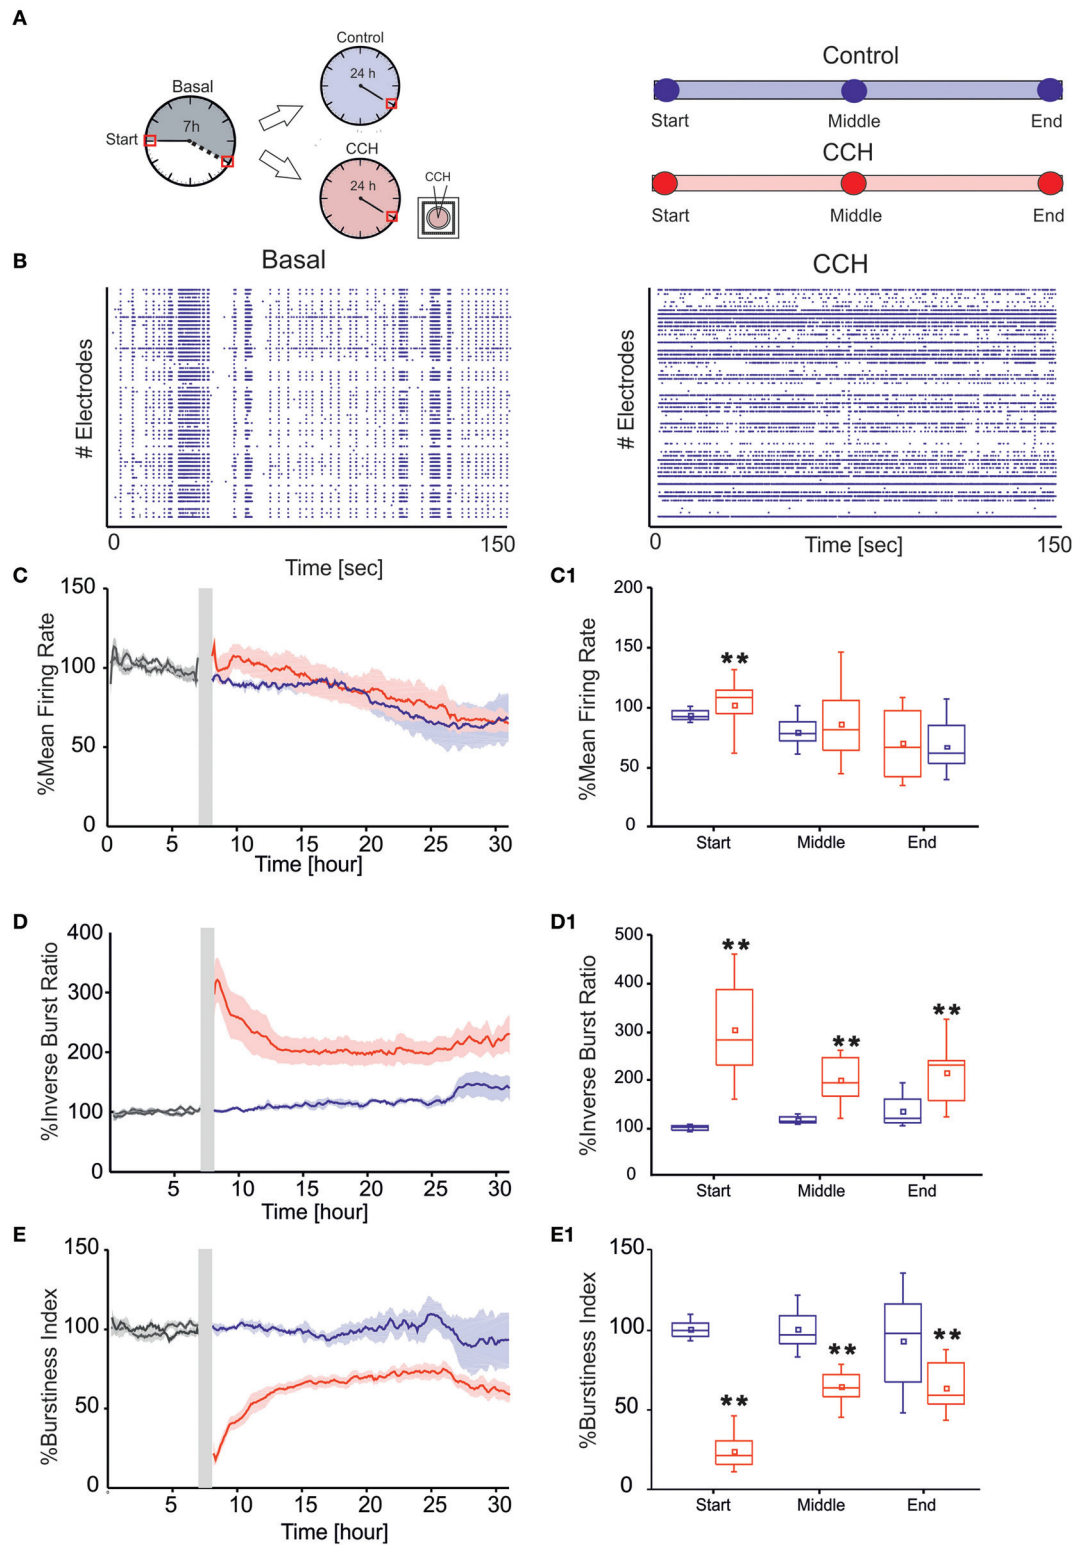 A
Control
24 h
Basal
7h
Start
CCH
24 h
CCH
Control
Start Middle End
CCH
Start Middle End
B
Basal
# Electrodes
0 150
Time [sec]
CCH
# Electrodes
0 150
Time [sec]
C
%Mean Firing Rate
150
100
50
0
0 5 10 15 20 25 30
Time [hour]
C1
%Mean Firing Rate
200
150
100
50
0
**
Start Middle End
D
%Inverse Burst Ratio
400
300
200
100
0
5 10 15 20 25 30
Time [hour]
D1
%Inverse Burst Ratio
500
400
300
200
100
0
**
**
**
Start Middle End
E
%Burstiness Index
150
100
50
0
5 10 15 20 25 30
Time [hour]
E1
%Burstiness Index
150
100
50
0
**
**
**
Start Middle End